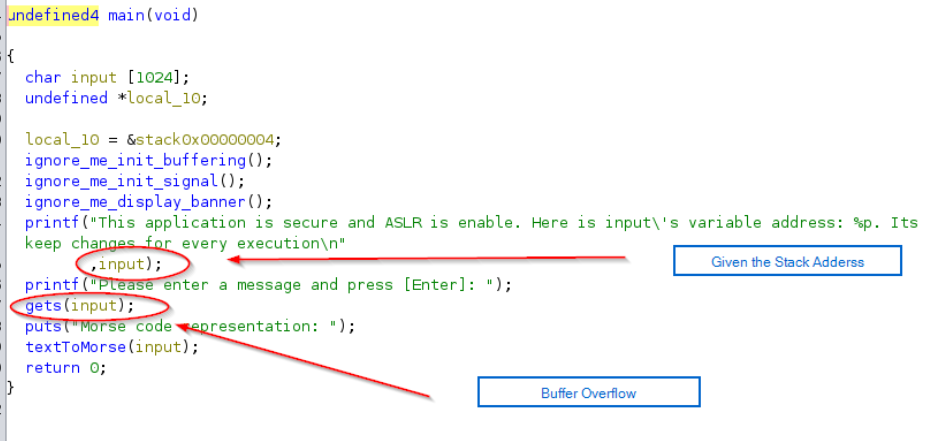 undefined4 main(void)
{
char input [1024];
undefined *local_10;
local_10 = &stack0x00000004;
ignore_me_init_buffering();
ignore_me_init_signal();
ignore_me_display_banner();
printf("This application is secure and ASLR is enable. Here is input\'s variable address: %p. Its
keep changes for every execution\n"
,input);
Given the Stack Adderss
printf("Please enter a message and press [Enter]: ");
gets(input);
puts("Morse code representation: ");
textToMorse(input);
return 0;
}
Buffer Overflow